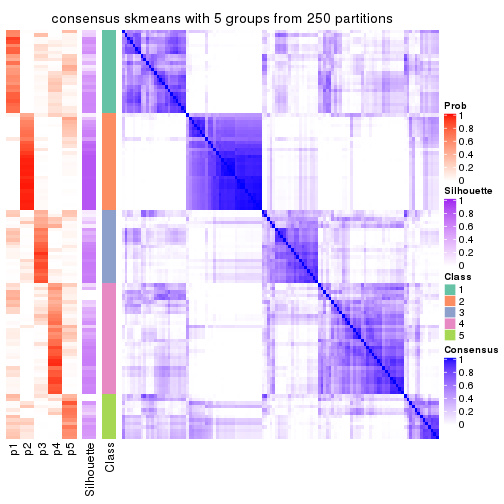 consensus skmeans with 5 groups from 250 partitions
Prob
1
0.8
0.6
0.4
0.2
0
Silhouette
1
0.8
0.6
0.4
0.2
0
Class
1
2
3
4
5
Consensus
1
0.8
0.6
0.4
0.2
0
p1
p2
p3
p4
p5
Silhouette
Class